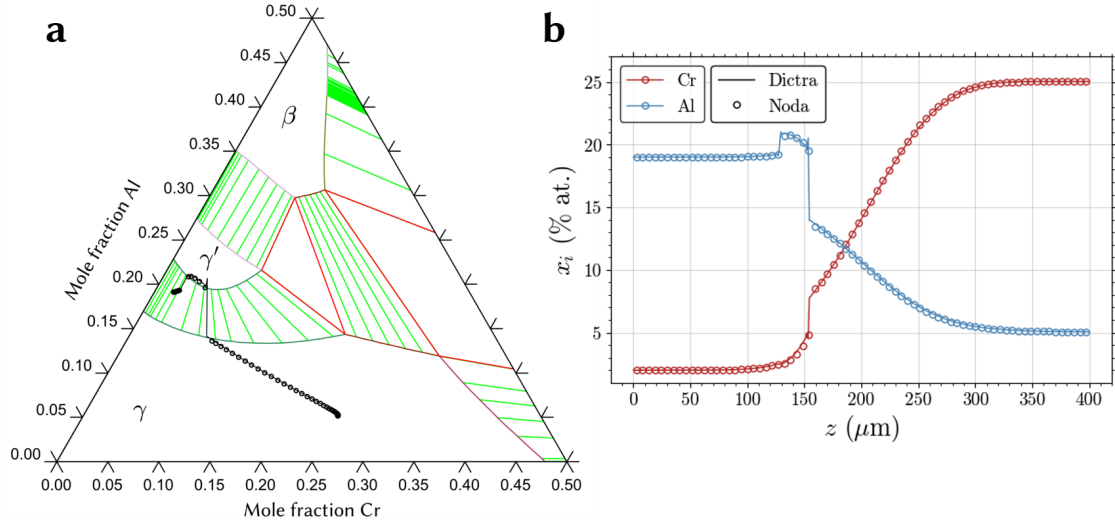 a
b
0.50
0.45
0.40
0.35
0.30
0.25
0.20
0.15
0.10
0.05
0.00
Mole fraction Al
β
γ′
γ
0.00 0.05 0.10 0.15 0.20 0.25 0.30 0.35 0.40 0.45 0.50
Mole fraction Cr
Cr
Al
Dictra
Noda
25
20
15
10
5
x_i (% at.)
0 50 100 150 200 250 300 350 400
z (μm)